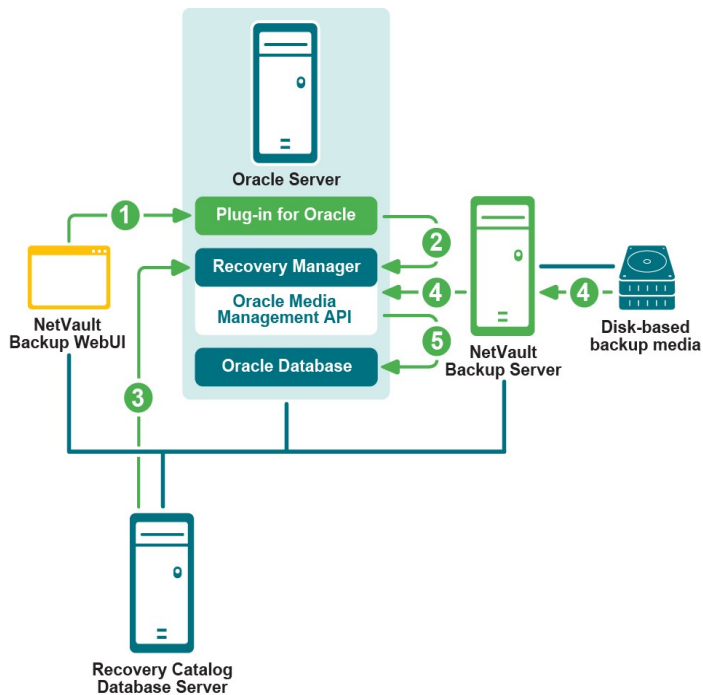 Oracle Server
1
Plug-in for Oracle
2
Recovery Manager
4
4
Oracle Media
Management API
NetVault
Backup WebUI
5
NetVault
Backup Server
Disk-based
backup media
Oracle Database
3
Recovery Catalog
Database Server